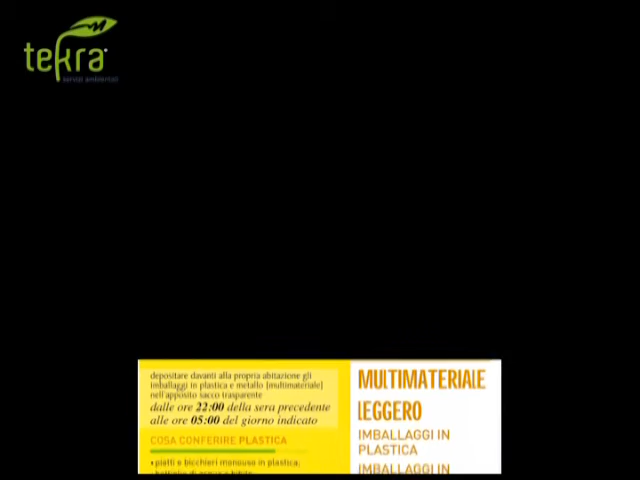 tekra
servizi ambientali
depositare davanti alla propria abitazione gli
imballaggi in plastica e metallo [multimateriale]
nell'apposito sacco trasparente
dalle ore 22:00 della sera precedente
alle ore 05:00 del giorno indicato
COSA CONFERIRE PLASTICA
• piatti e bicchieri monouso in plastica;
MULTIMATERIALE
LEGGERO
IMBALLAGGI IN
PLASTICA
IMBALLAGGI IN